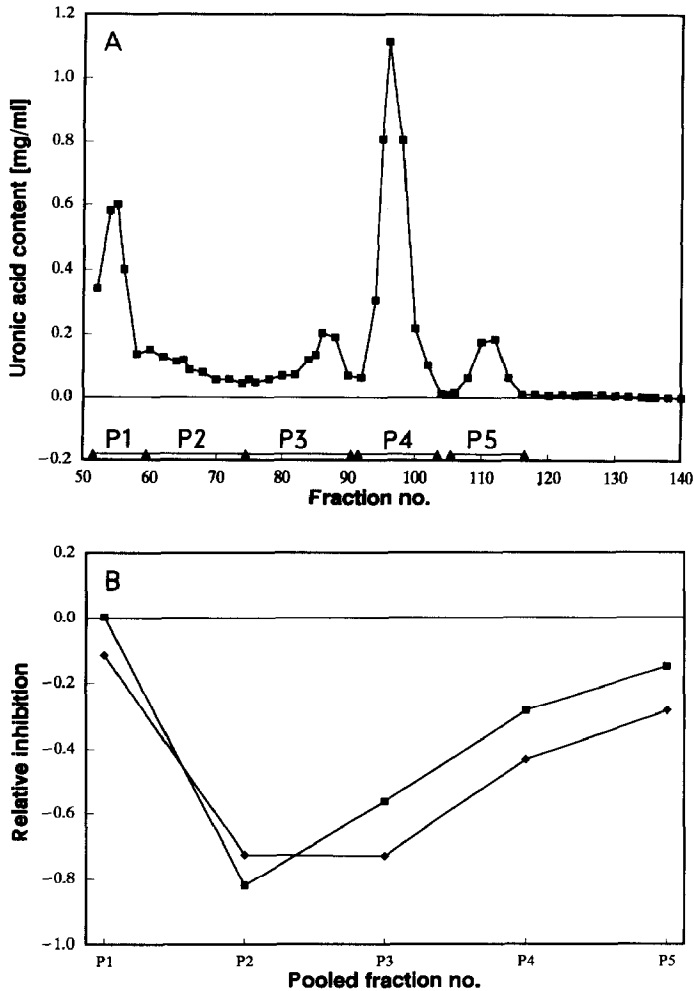 A
Uronic acid content [mg/ml]
1.2
1.0
0.8
0.6
0.4
0.2
0.0
−0.2
P1 P2 P3 P4 P5
50 60 70 80 90 100 110 120 130 140
Fraction no.
B
Relative inhibition
0.2
0.0
−0.2
−0.4
−0.6
−0.8
−1.0
P1 P2 P3 P4 P5
Pooled fraction no.